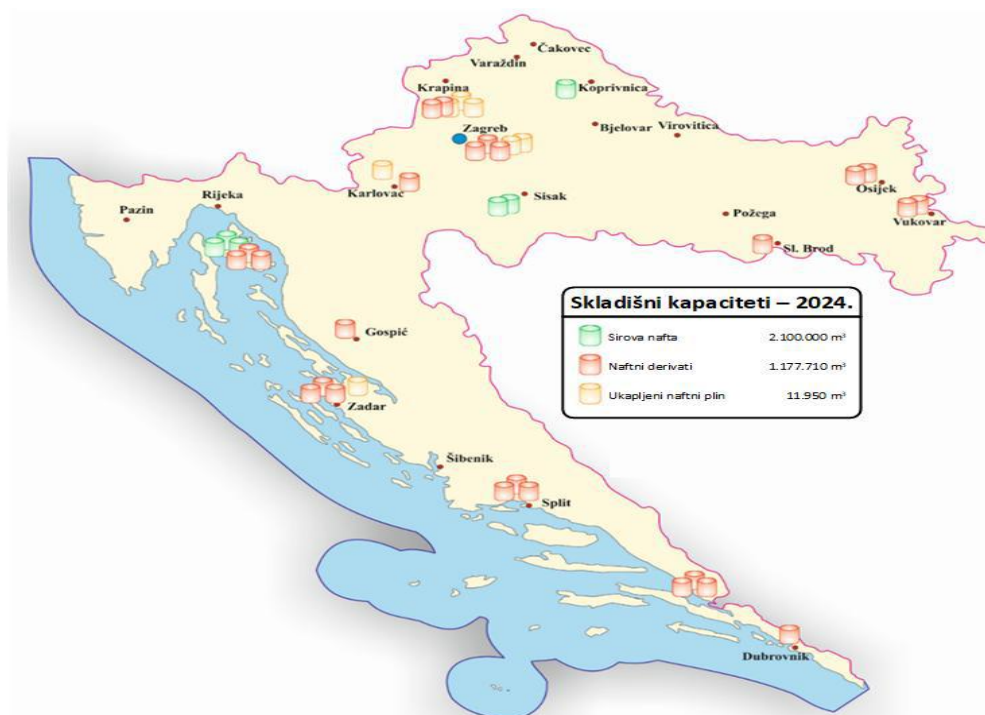 Čakovec
Varaždin
Krapina
Koprivnica
Zagreb
Bjelovar
Virovitica
Karlovac
Sisak
Osijek
Rijeka
Pazin
Požega
Vukovar
Sl. Brod
Skladišni kapaciteti – 2024.
Sirova nafta 2.100.000 m³
Naftni derivati 1.177.710 m³
Ukapljeni naftni plin 11.950 m³
Gospić
Zadar
Šibenik
Split
Dubrovnik